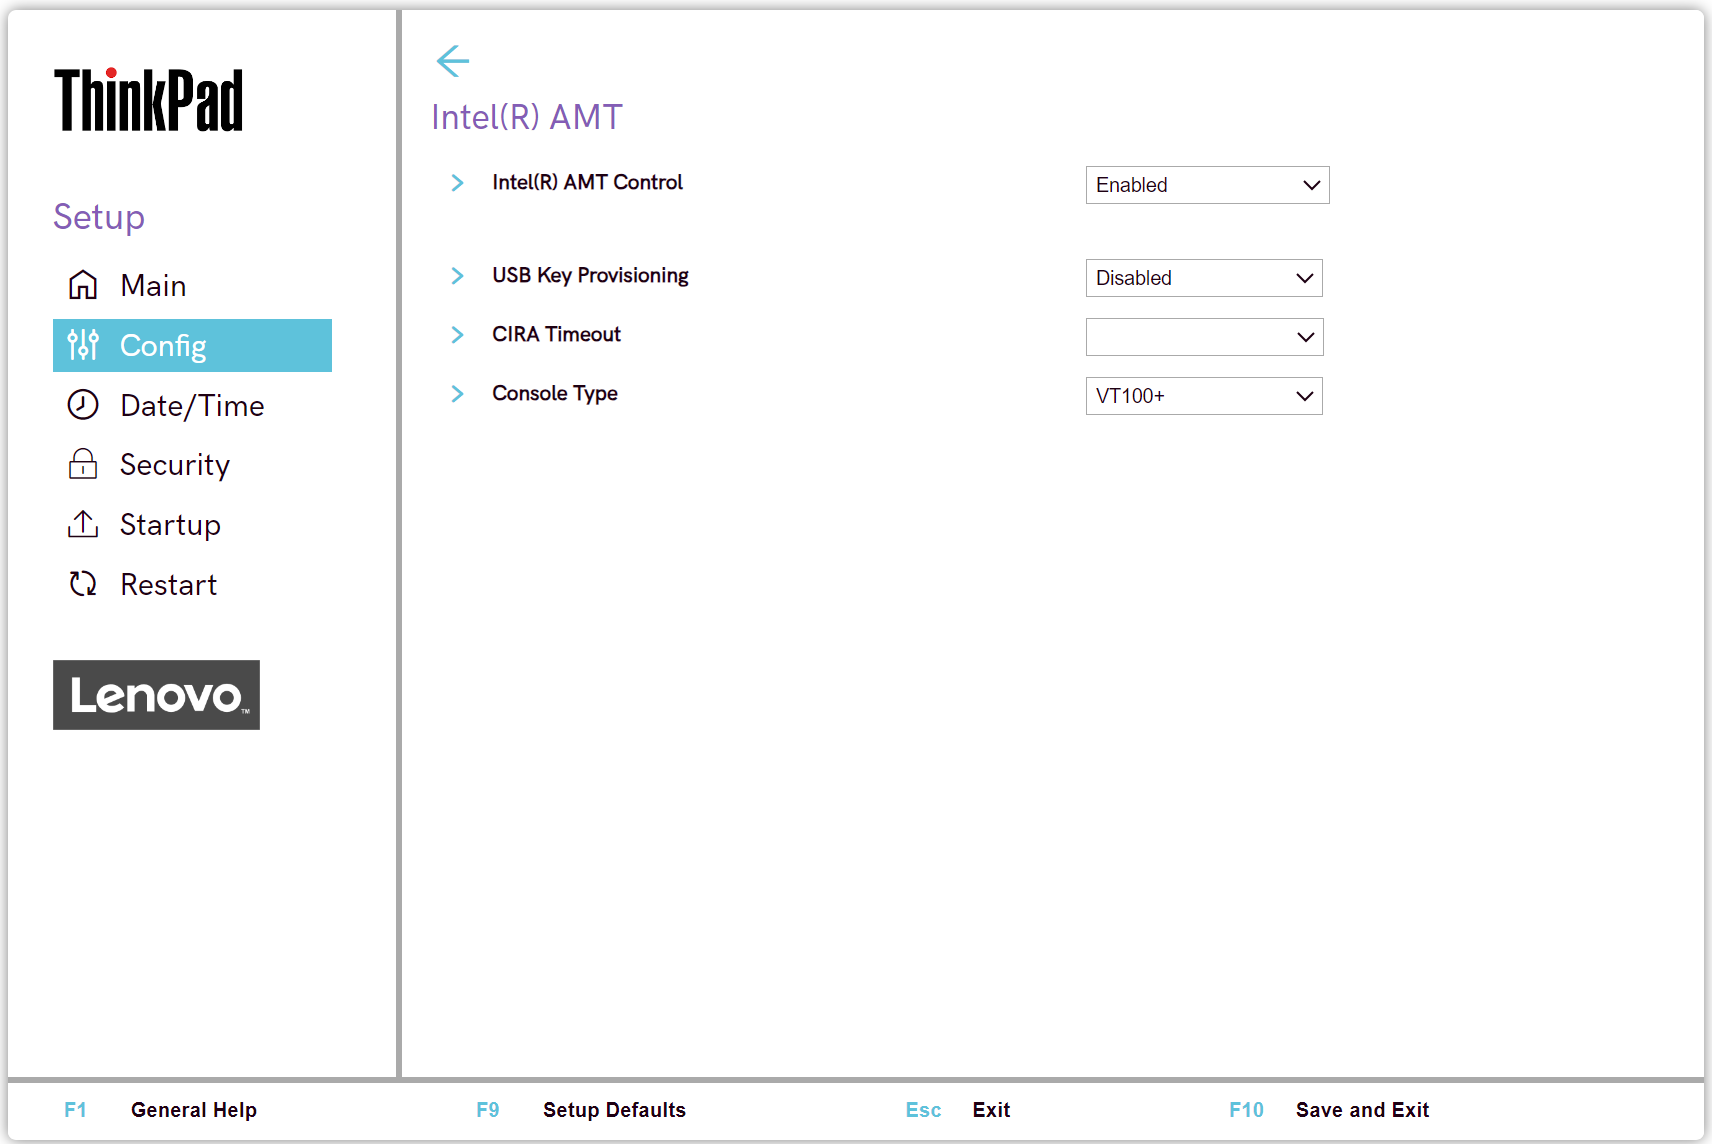 ThinkPad
Setup
Main
Config
Date/Time
Security
Startup
Restart
Lenovo™
Intel(R) AMT
Intel(R) AMT Control Enabled
USB Key Provisioning Disabled
CIRA Timeout
Console Type VT100+
F1 General Help F9 Setup Defaults Esc Exit F10 Save and Exit